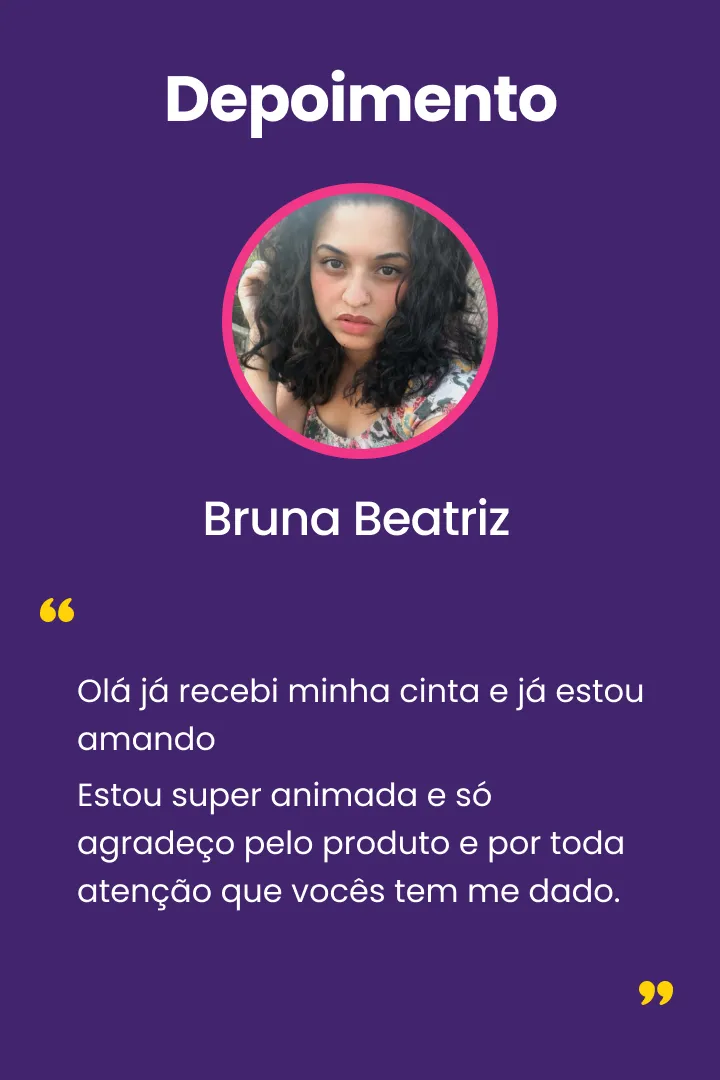 Depoimento
Bruna Beatriz
“
Olá já recebi minha cinta e já estou
amando
Estou super animada e só
agradeço pelo produto e por toda
atenção que vocês tem me dado.
”